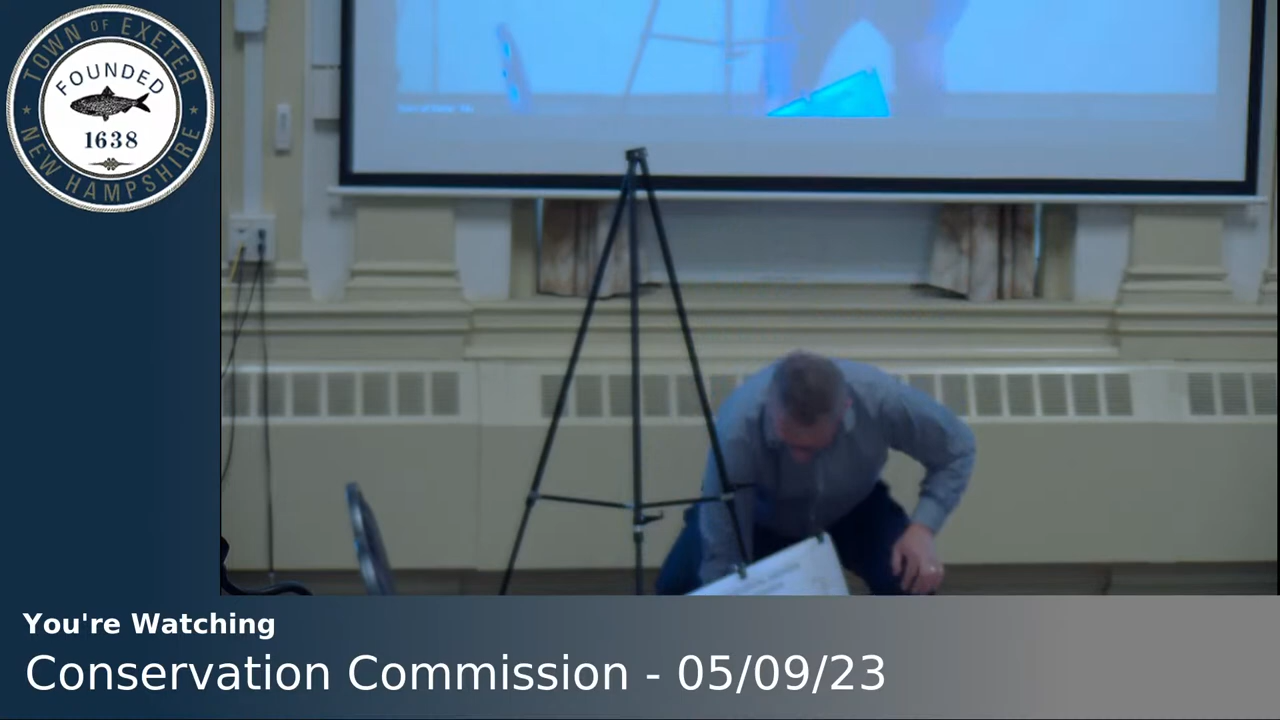 TOWN OF EXETER
FOUNDED
1638
NEW HAMPSHIRE
You're Watching
Conservation Commission - 05/09/23